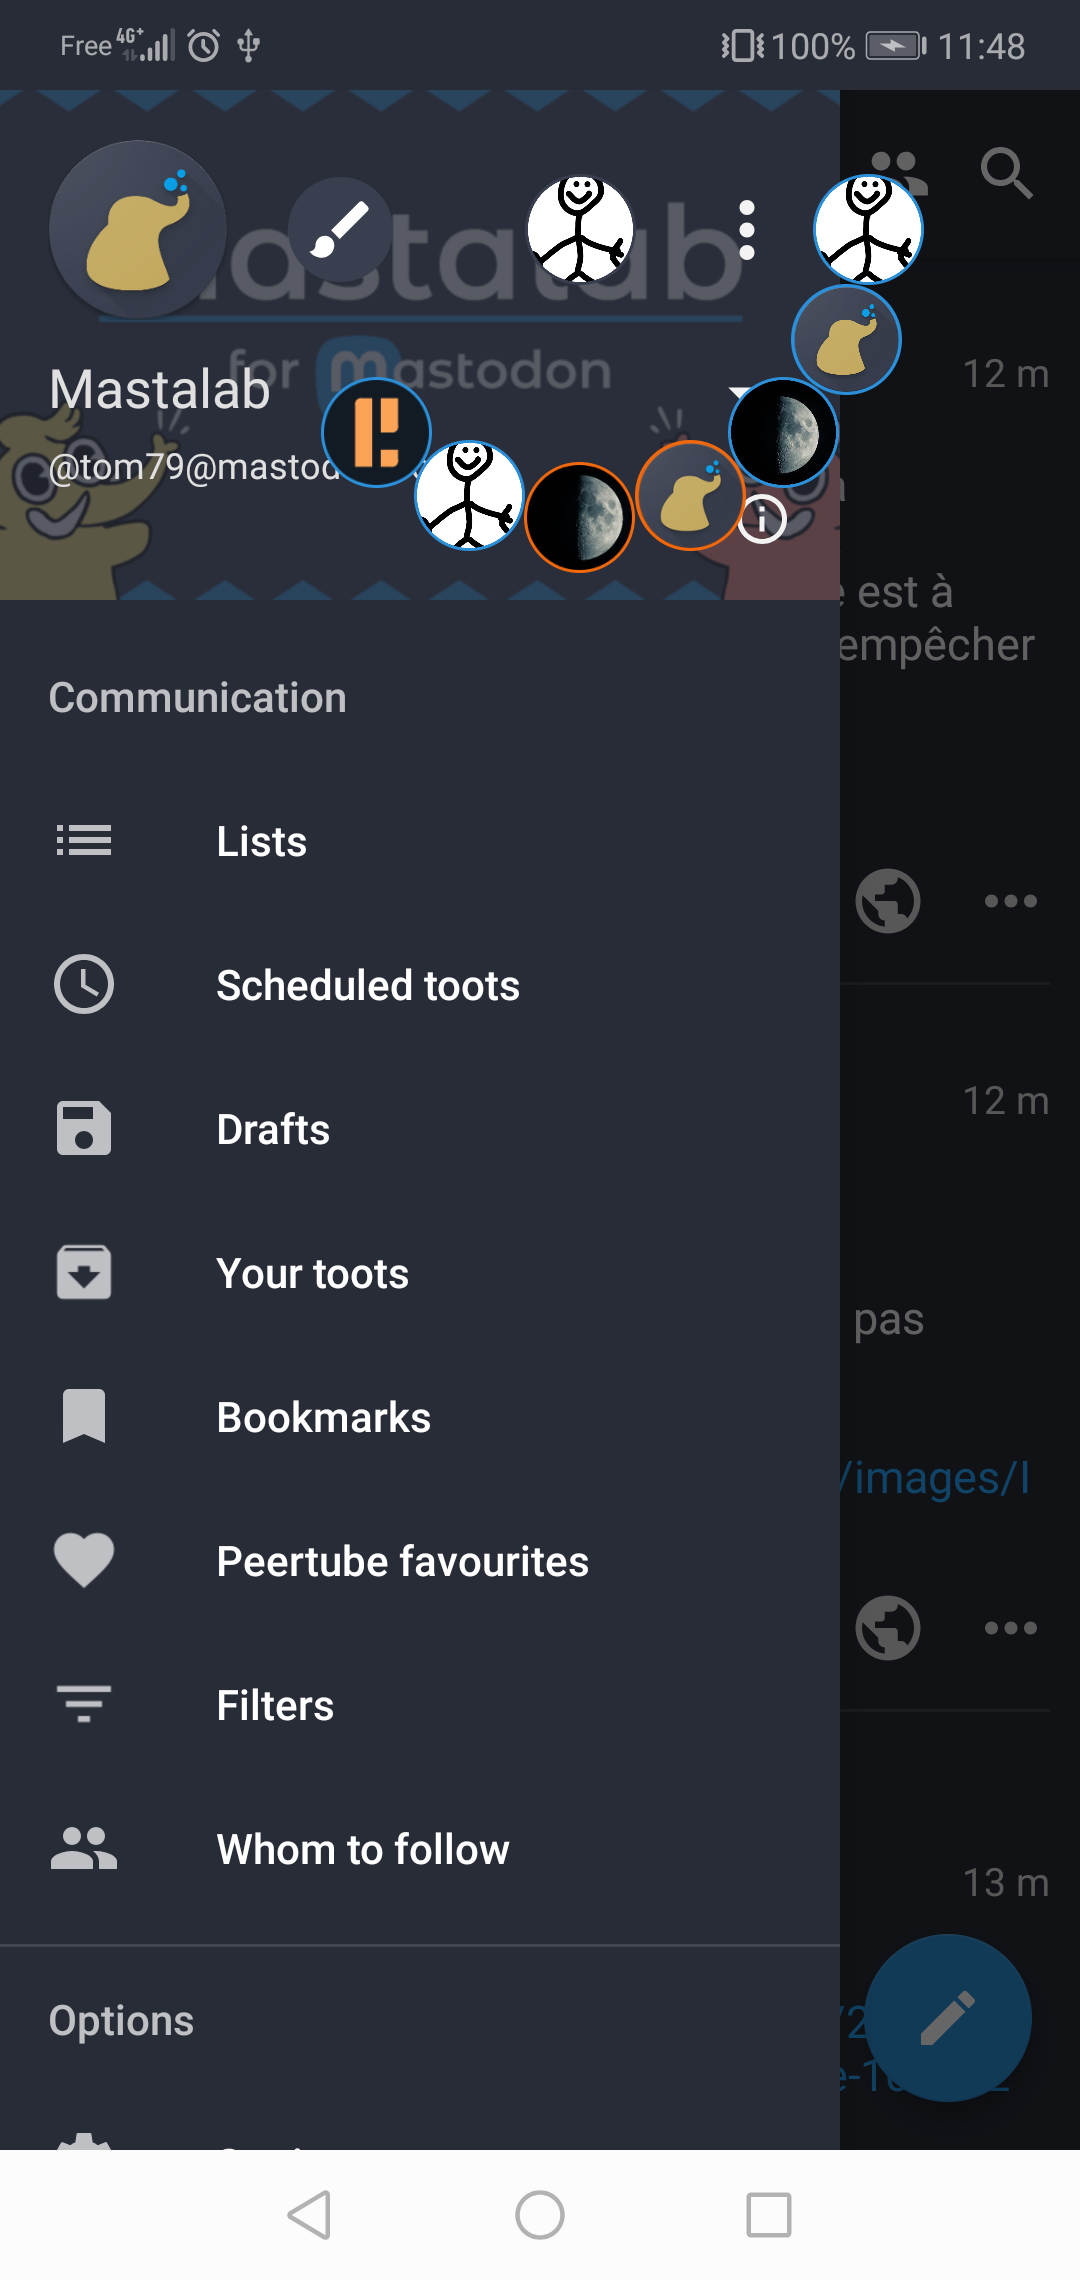 Free 4G+ 100% 11:48
for mastodon
Mastalab
@tom79@mastod
12 m
est à
empêcher
Communication
Lists
Scheduled toots
12 m
Drafts
Your toots
pas
Bookmarks
/images/I
Peertube favourites
Filters
Whom to follow
13 m
Options